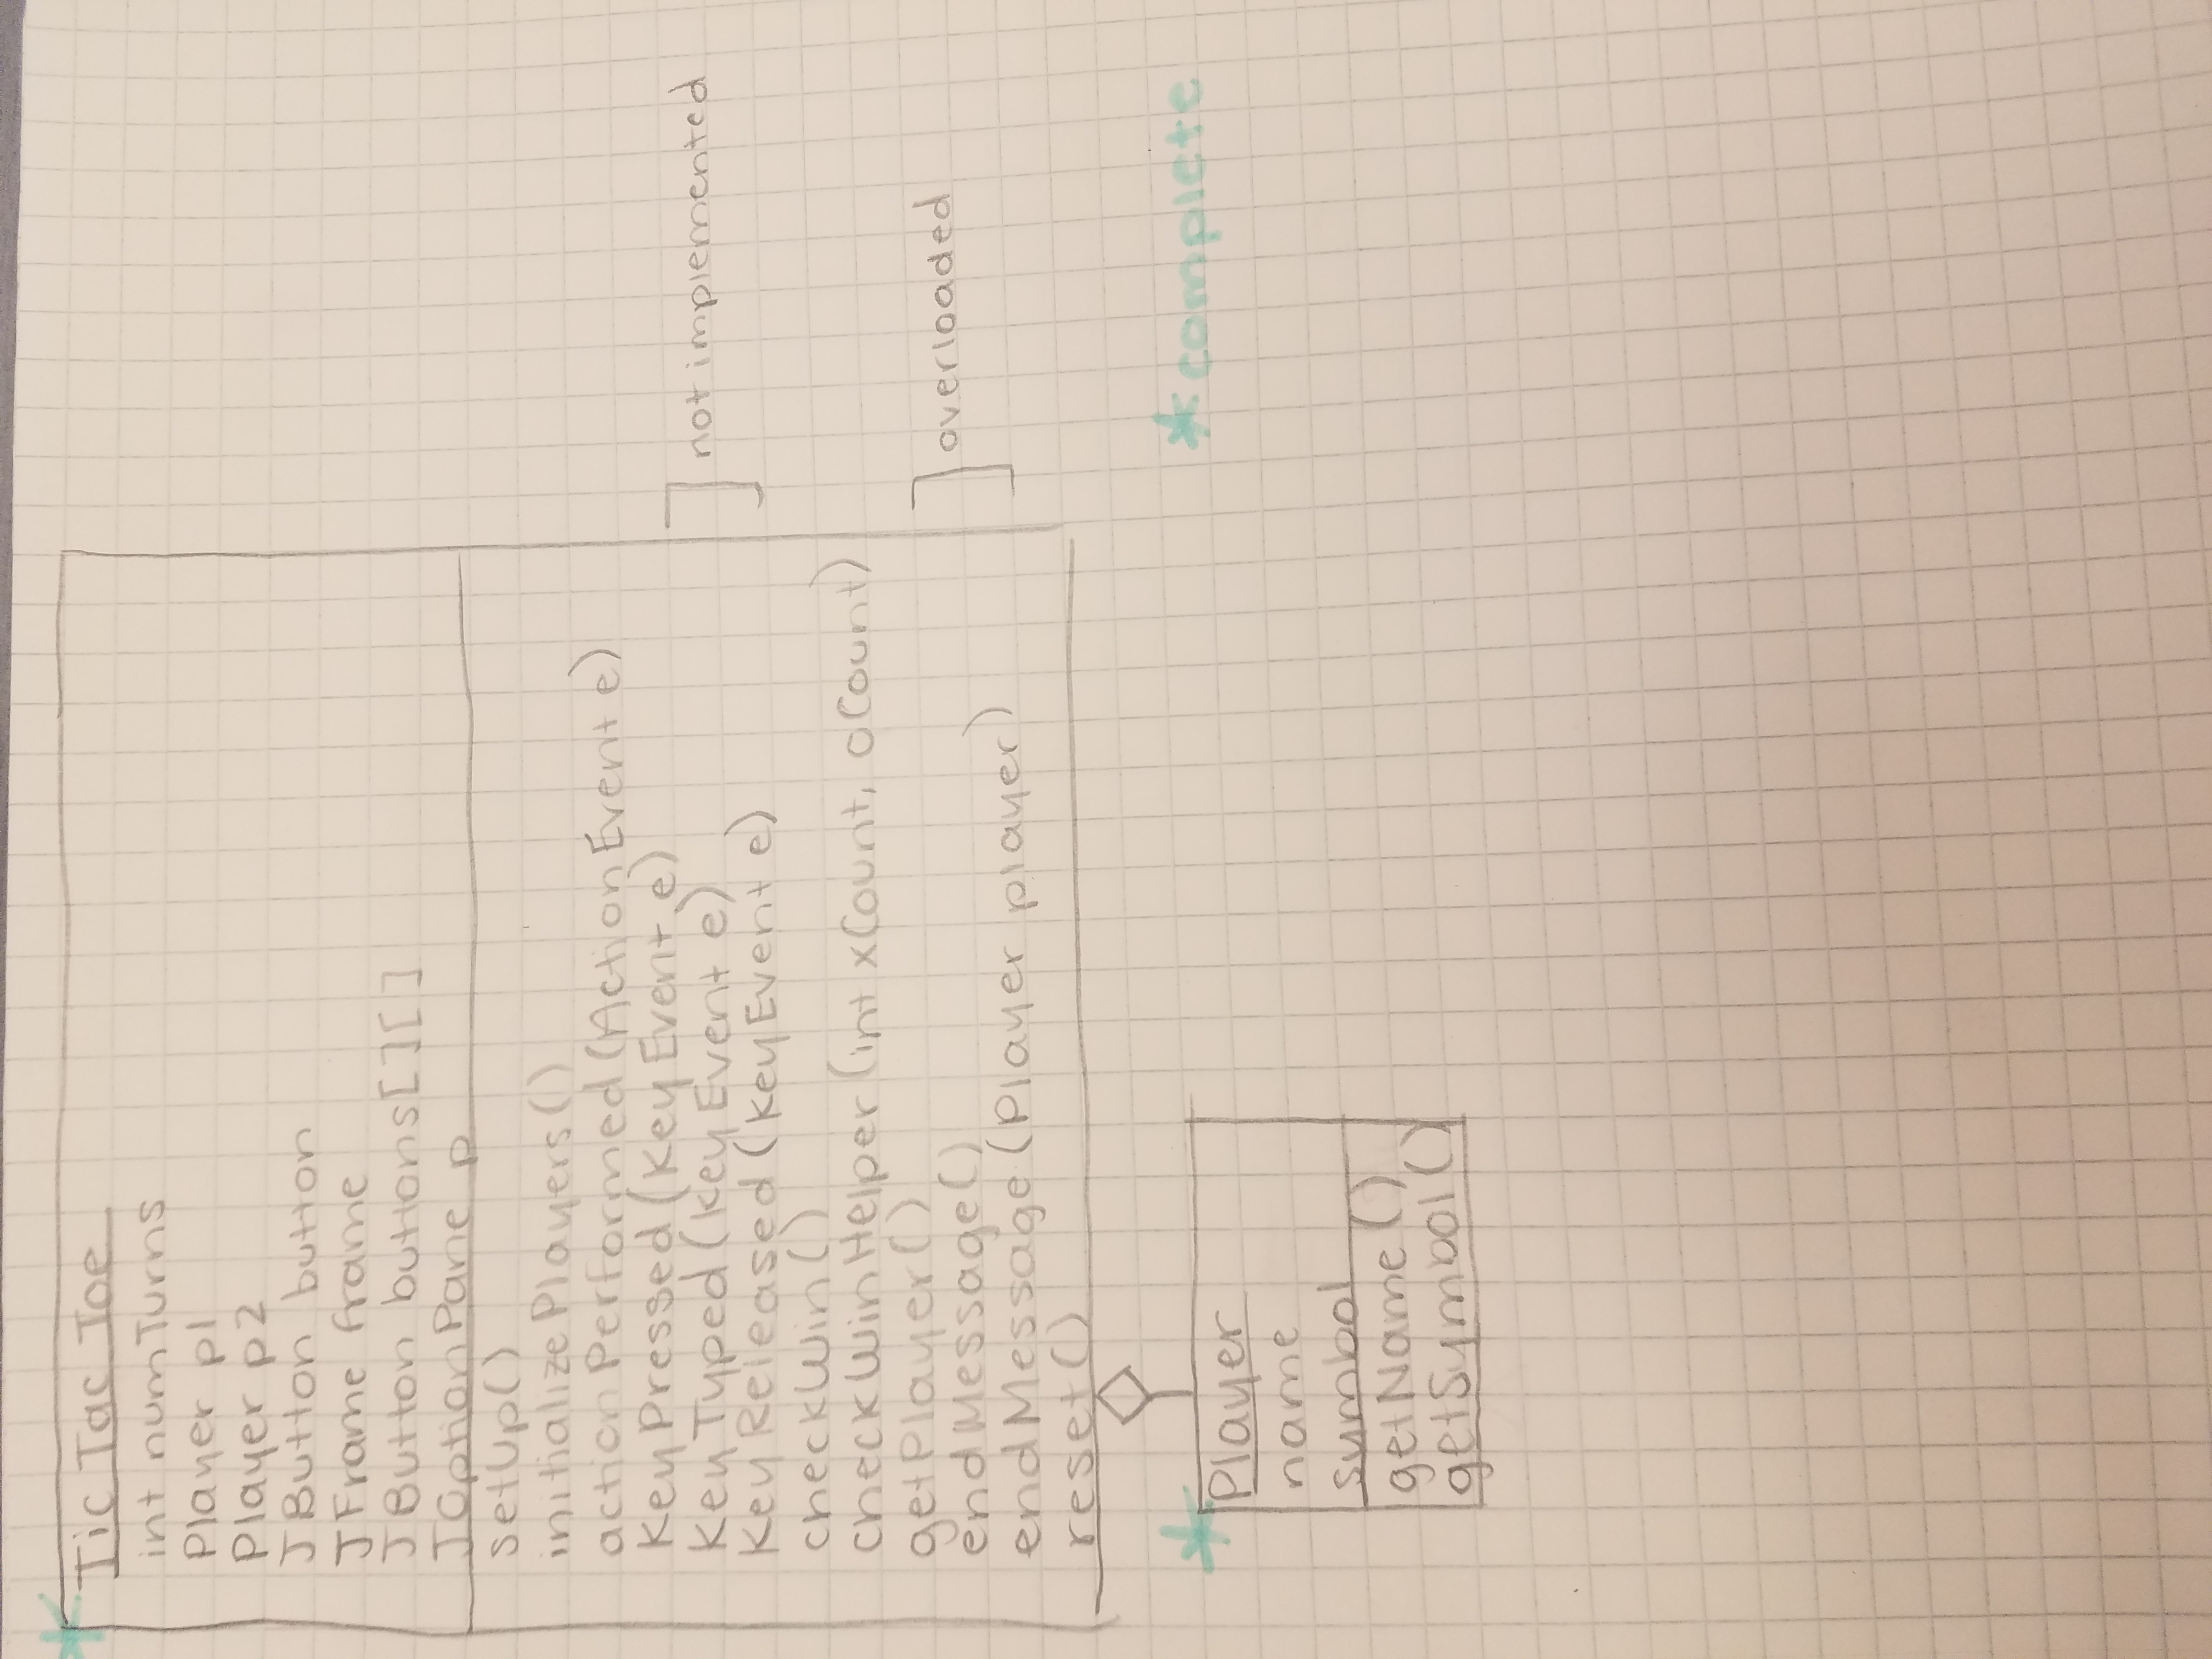 *
Tic Tac Toe
int numTurns
Player p1
Player p2
JButton button
JFrame frame
JButton buttons[][]
JOptionPane p
setUp()
initializePlayers()
actionPerformed(ActionEvent e)
KeyPressed(KeyEvent e)
KeyTyped(KeyEvent e)
not implemented
KeyReleased(KeyEvent e)
checkWin()
checkWinHelper(int xCount, oCount)
getPlayer()
overloaded
endMessage()
endMessage(Player player)
reset()
* complete
*
Player
name
symbol
getName()
getSymbol()